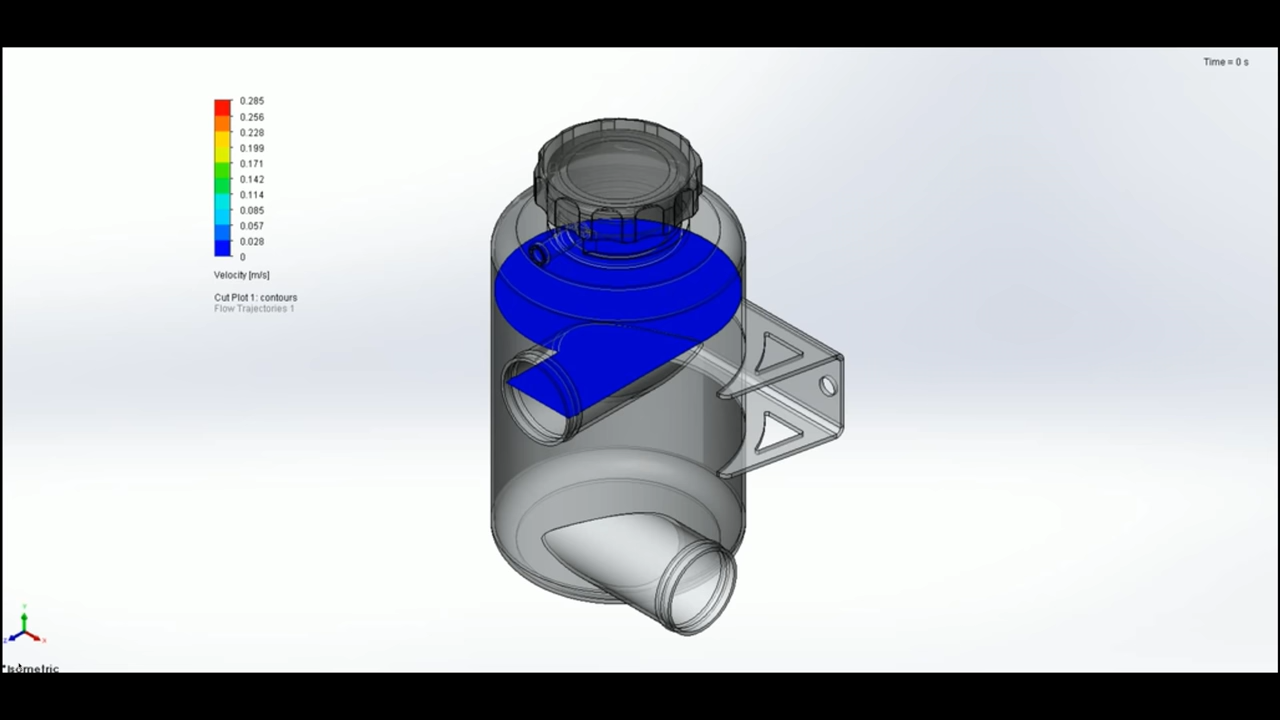 Time = 0 s
0.285
0.256
0.228
0.199
0.171
0.142
0.114
0.085
0.057
0.028
0
Velocity [m/s]
Cut Plot 1: contours
Flow Trajectories 1
Y
X
Z
*Isometric